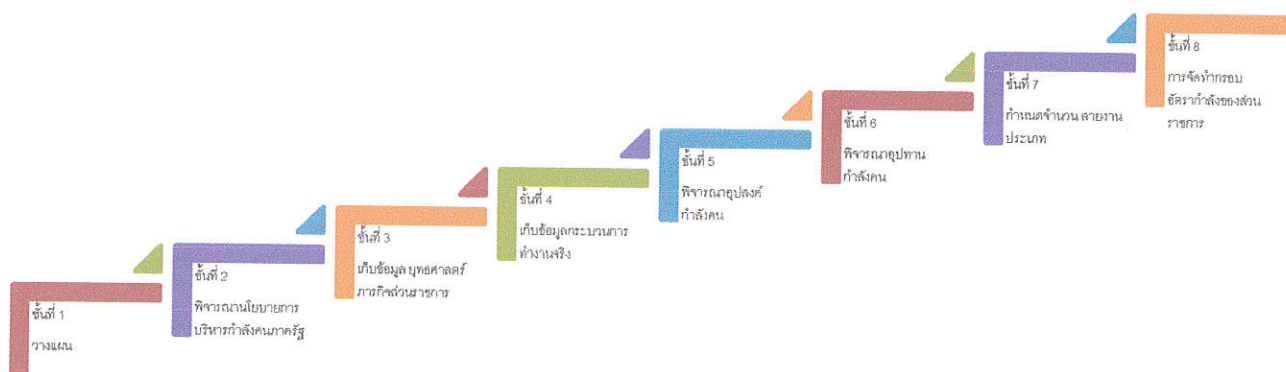 ขั้นที่ 1
วางแผน
ขั้นที่ 2
พิจารณานโยบายการ
บริหารกำลังคนภาครัฐ
ขั้นที่ 3
เก็บข้อมูล ยุทธศาสตร์
ภารกิจส่วนราชการ
ขั้นที่ 4
เก็บข้อมูลกระบวนการ
ทำงานจริง
ขั้นที่ 5
พิจารณาอุปสงค์
กำลังคน
ขั้นที่ 6
พิจารณาอุปทาน
กำลังคน
ขั้นที่ 7
กำหนดจำนวน สายงาน
ประเภท
ขั้นที่ 8
การจัดทำกรอบ
อัตรากำลังของส่วน
ราชการ